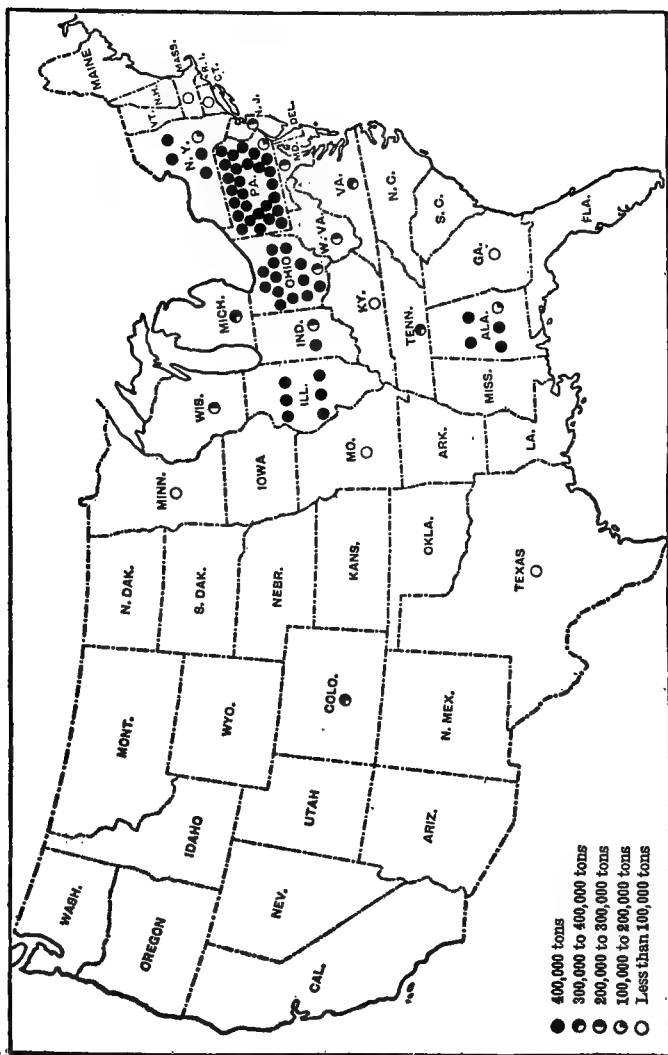 WASH.
OREGON
CAL.
NEV.
IDAHO
MONT.
WYO.
UTAH
ARIZ.
COLO.
N. MEX.
N. DAK.
S. DAK.
NEBR.
KANS.
OKLA.
TEXAS
MINN.
IOWA
MO.
ARK.
LA.
WIS.
ILL.
MISS.
MICH.
IND.
KY.
TENN.
ALA.
OHIO
W. VA.
VA.
N. C.
S. C.
GA.
FLA.
PA.
N. Y.
N. J.
DEL.
MD.
VT.
N.H.
MAINE
MASS.
R. I.
CT.
400,000 tons
300,000 to 400,000 tons
200,000 to 300,000 tons
100,000 to 200,000 tons
Less than 100,000 tons